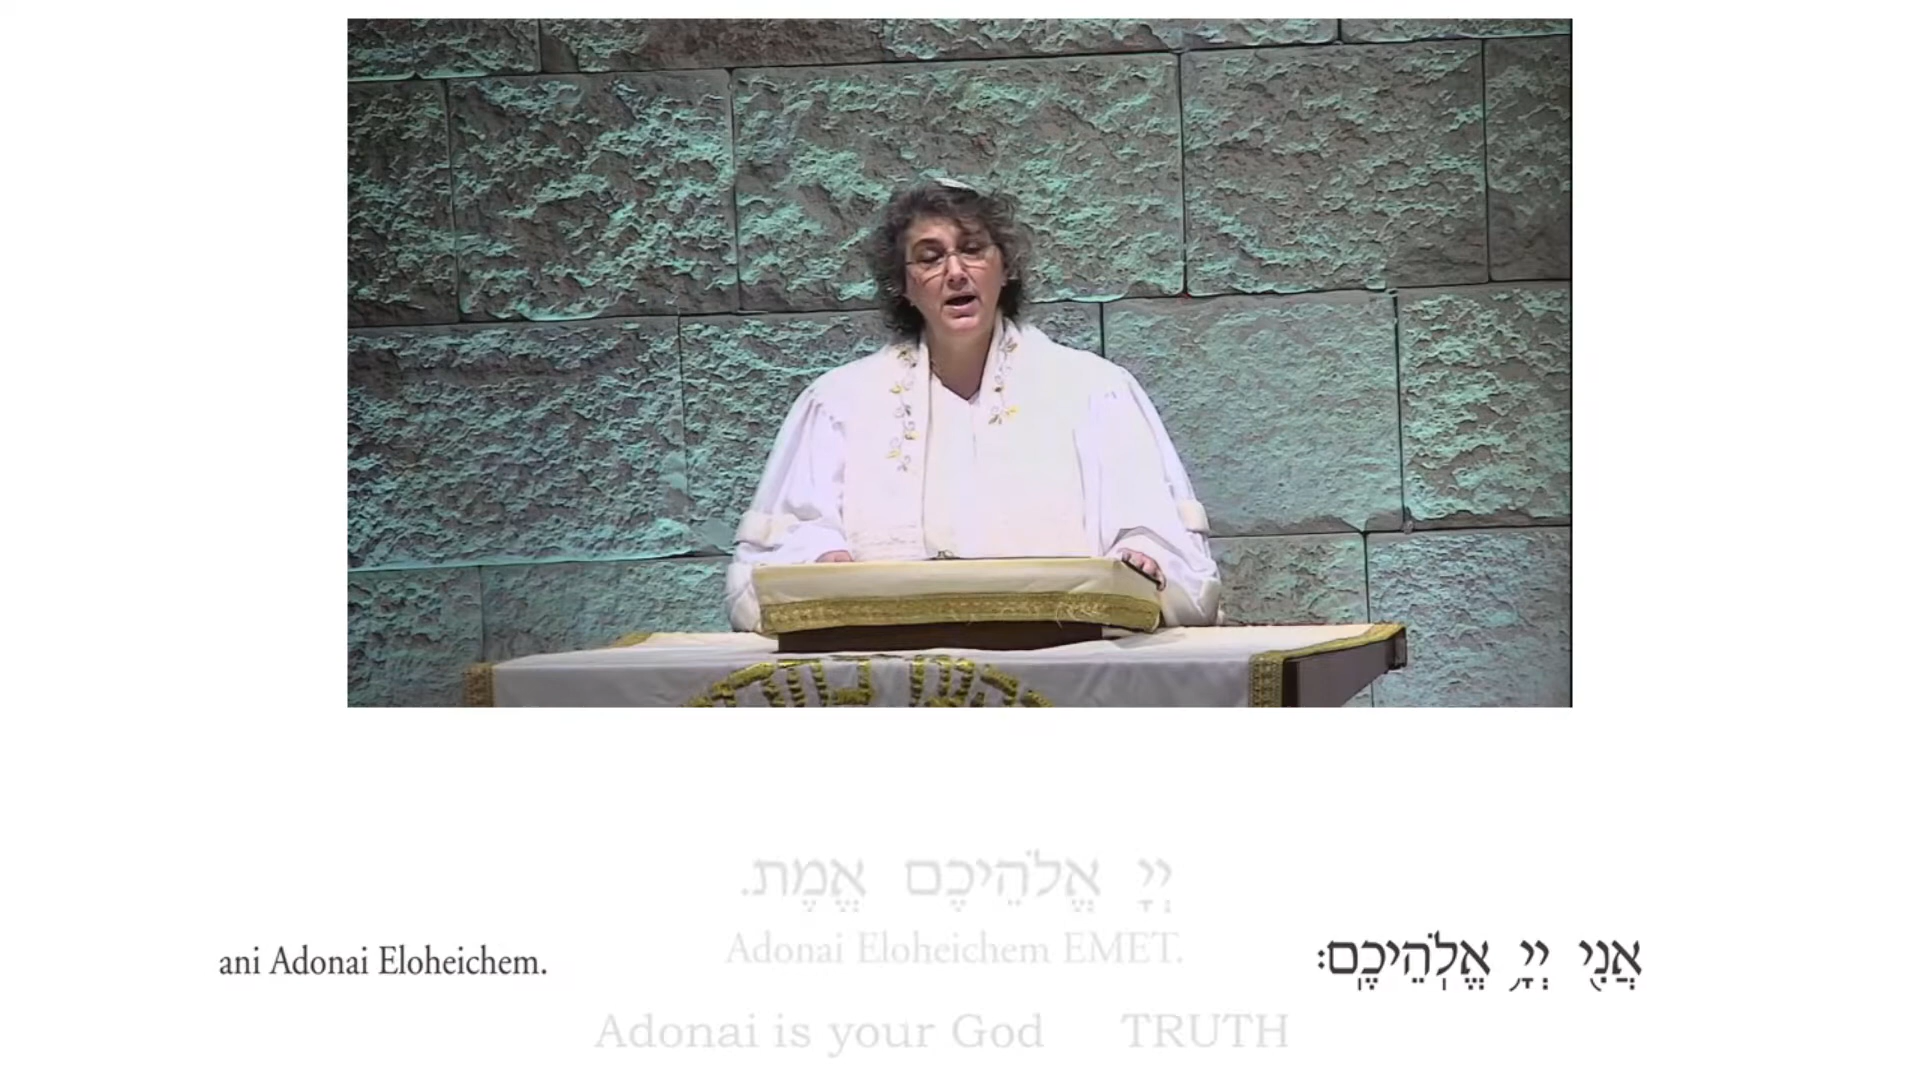 יְיָ אֱלֹהֵיכֶם אֱמֶת.
Adonai Eloheichem EMET.
ani Adonai Eloheichem.
אֲנִי יְיָ אֱלֹהֵיכֶם:
Adonai is your God TRUTH